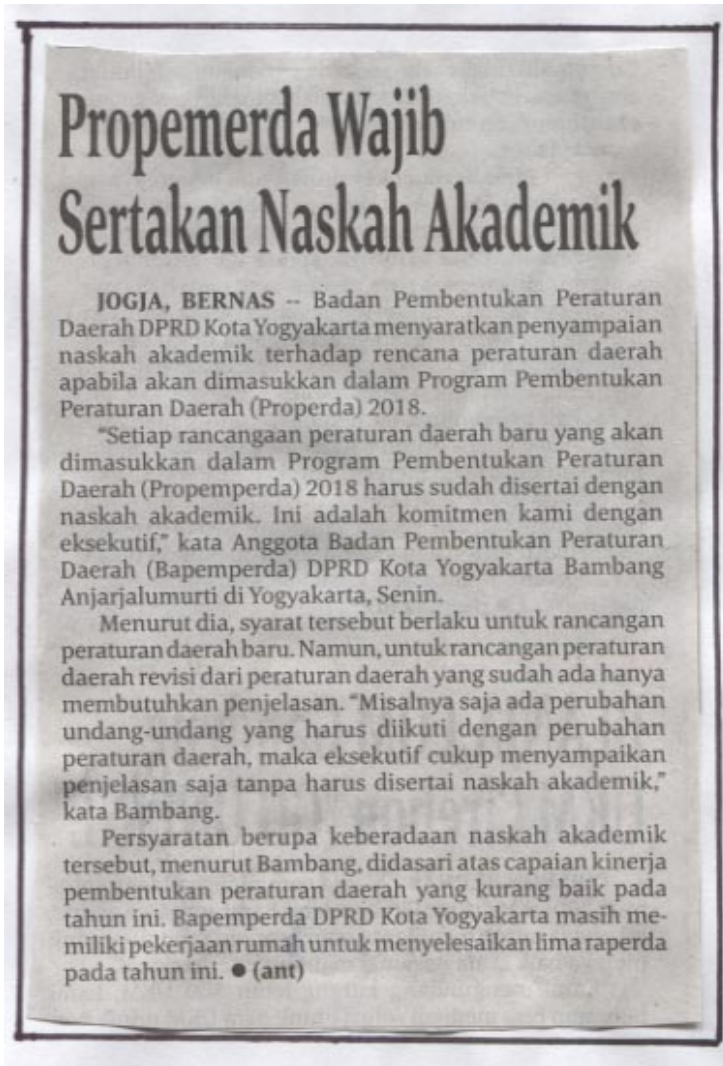 Propemerda Wajib
Sertakan Naskah Akademik
JOGJA, BERNAS -- Badan Pembentukan Peraturan
Daerah DPRD Kota Yogyakarta menyaratkan penyampaian
naskah akademik terhadap rencana peraturan daerah
apabila akan dimasukkan dalam Program Pembentukan
Peraturan Daerah (Properda) 2018.
"Setiap rancangaan peraturan daerah baru yang akan
dimasukkan dalam Program Pembentukan Peraturan
Daerah (Propemperda) 2018 harus sudah disertai dengan
naskah akademik. Ini adalah komitmen kami dengan
eksekutif," kata Anggota Badan Pembentukan Peraturan
Daerah (Bapemperda) DPRD Kota Yogyakarta Bambang
Anjarjalumurti di Yogyakarta, Senin.
Menurut dia, syarat tersebut berlaku untuk rancangan
peraturan daerah baru. Namun, untuk rancangan peraturan
daerah revisi dari peraturan daerah yang sudah ada hanya
membutuhkan penjelasan. "Misalnya saja ada perubahan
undang-undang yang harus diikuti dengan perubahan
peraturan daerah, maka eksekutif cukup menyampaikan
penjelasan saja tanpa harus disertai naskah akademik,"
kata Bambang.
Persyaratan berupa keberadaan naskah akademik
tersebut, menurut Bambang, didasari atas capaian kinerja
pembentukan peraturan daerah yang kurang baik pada
tahun ini. Bapemperda DPRD Kota Yogyakarta masih me-
miliki pekerjaan rumah untuk menyelesaikan lima raperda
pada tahun ini. ● (ant)